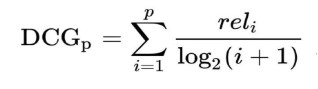 DCG_p = \sum_{i=1}^{p} \frac{rel_i}{\log_2(i+1)}